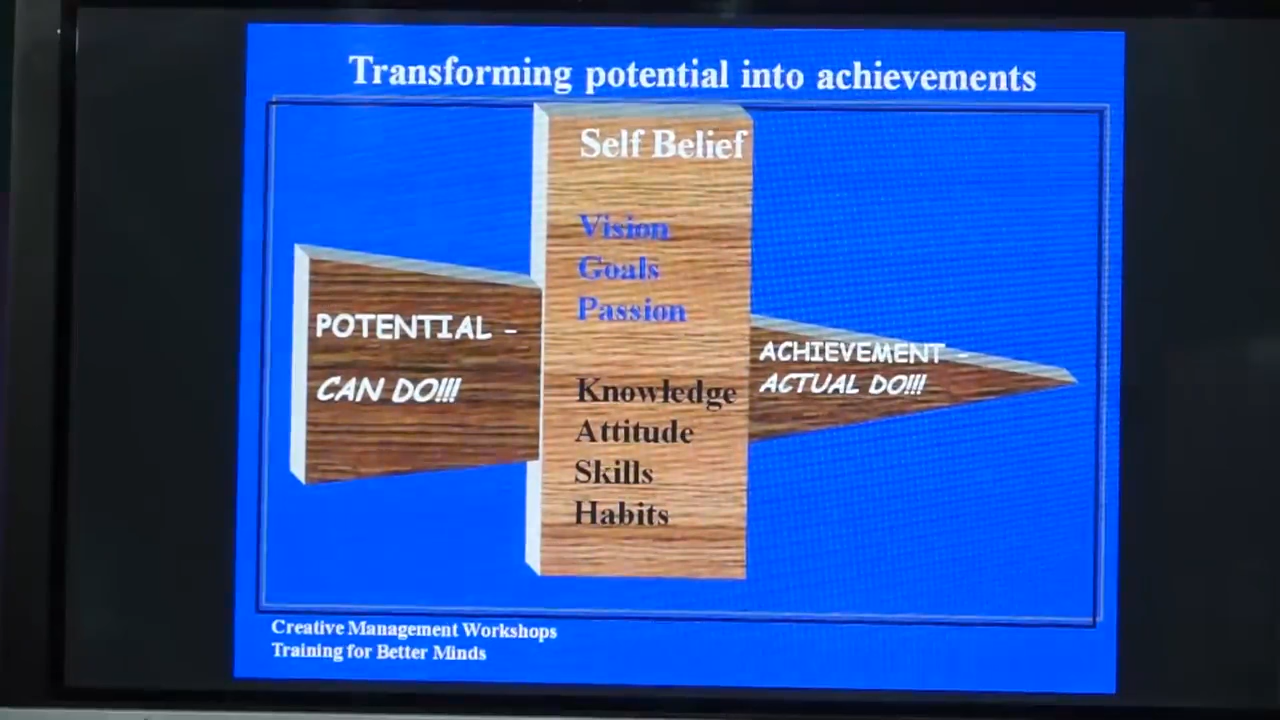 Transforming potential into achievements
Self Belief
Vision
Goals
Passion
Knowledge
Attitude
Skills
Habits
POTENTIAL -
CAN DO!!!
ACHIEVEMENT -
ACTUAL DO!!!
Creative Management Workshops
Training for Better Minds